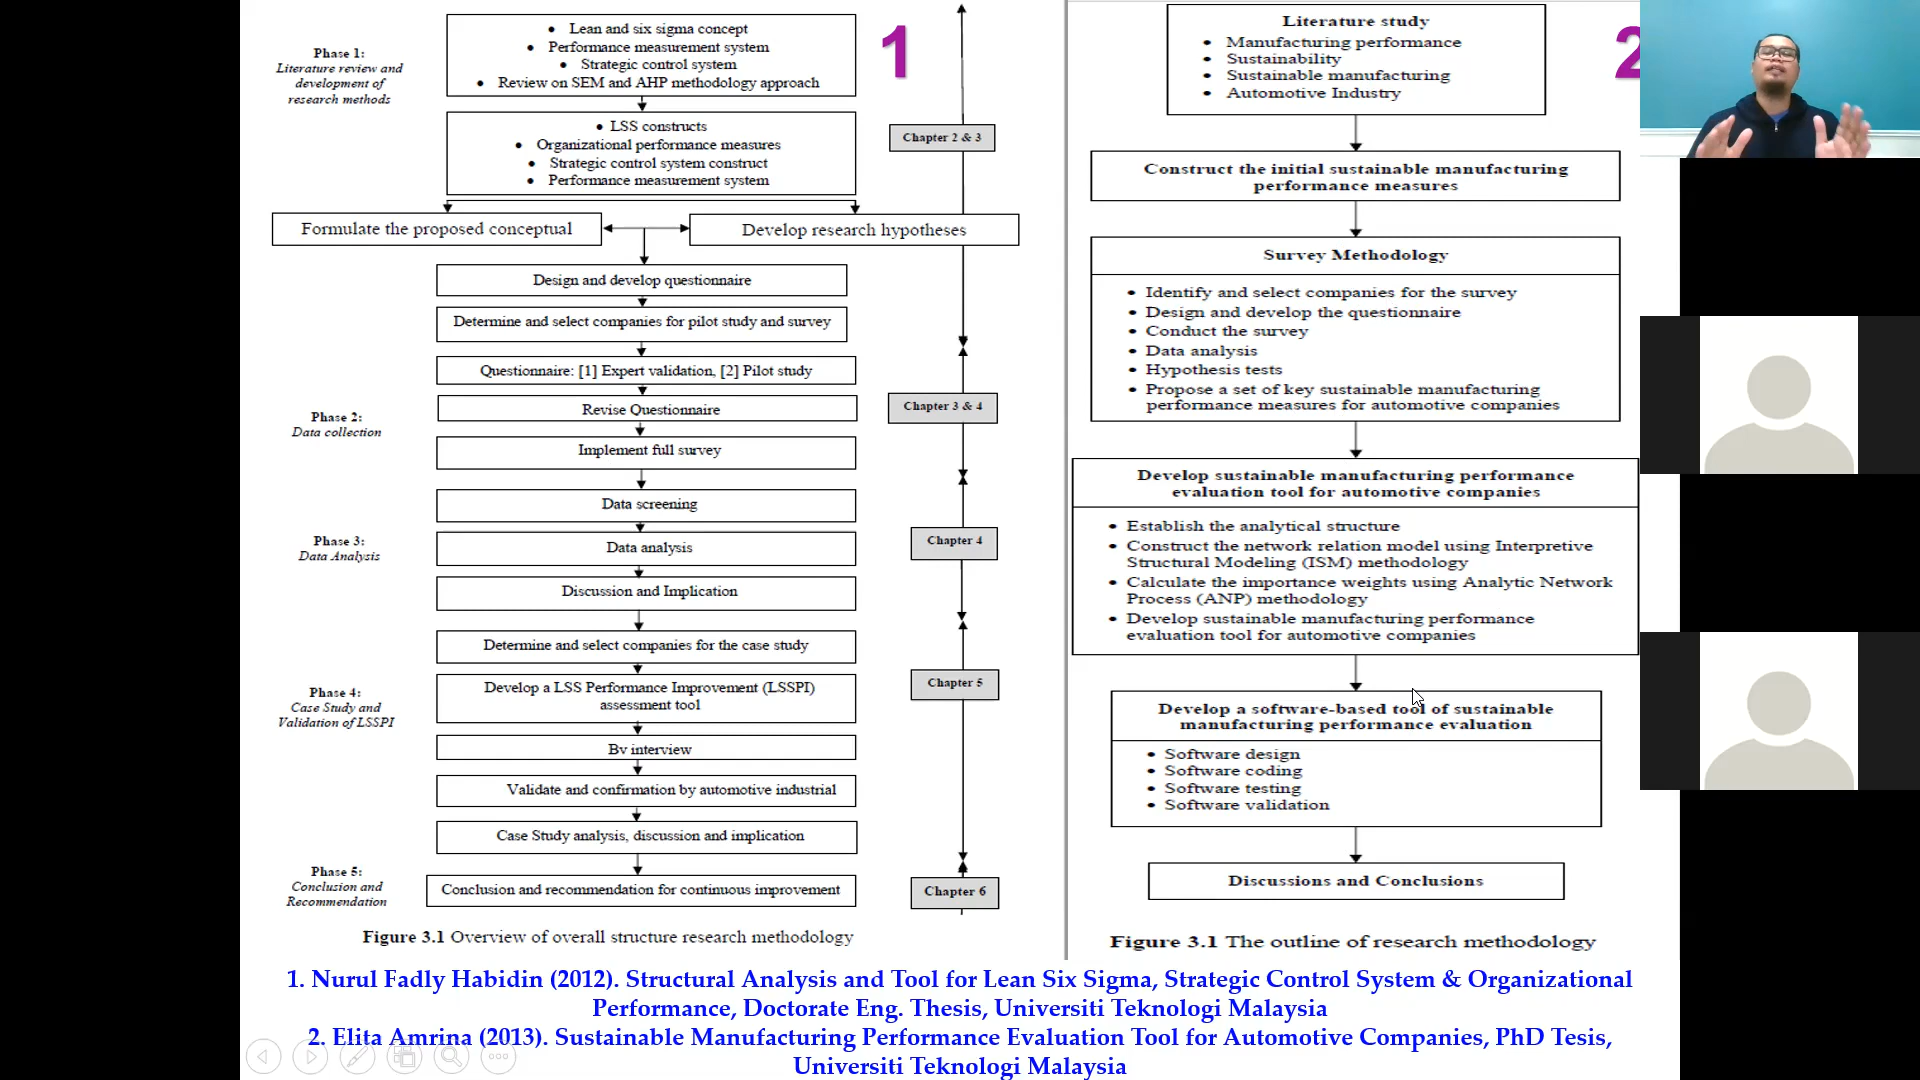 1
Phase 1:
Literature review and
development of
research methods
• Lean and six sigma concept
• Performance measurement system
• Strategic control system
• Review on SEM and AHP methodology approach
• LSS constructs
• Organizational performance measures
• Strategic control system construct
• Performance measurement system
Chapter 2 & 3
Formulate the proposed conceptual
Develop research hypotheses
Design and develop questionnaire
Determine and select companies for pilot study and survey
Questionnaire: [1] Expert validation, [2] Pilot study
Phase 2:
Data collection
Revise Questionnaire
Chapter 3 & 4
Implement full survey
Data screening
Phase 3:
Data Analysis
Data analysis
Chapter 4
Discussion and Implication
Determine and select companies for the case study
Phase 4:
Case Study and
Validation of LSSPI
Develop a LSS Performance Improvement (LSSPI)
assessment tool
Chapter 5
By interview
Validate and confirmation by automotive industrial
Case Study analysis, discussion and implication
Phase 5:
Conclusion and
Recommendation
Conclusion and recommendation for continuous improvement
Chapter 6
Figure 3.1 Overview of overall structure research methodology
2
Literature study
• Manufacturing performance
• Sustainability
• Sustainable manufacturing
• Automotive Industry
Construct the initial sustainable manufacturing
performance measures
Survey Methodology
• Identify and select companies for the survey
• Design and develop the questionnaire
• Conduct the survey
• Data analysis
• Hypothesis tests
• Propose a set of key sustainable manufacturing
performance measures for automotive companies
Develop sustainable manufacturing performance
evaluation tool for automotive companies
• Establish the analytical structure
• Construct the network relation model using Interpretive
Structural Modeling (ISM) methodology
• Calculate the importance weights using Analytic Network
Process (ANP) methodology
• Develop sustainable manufacturing performance
evaluation tool for automotive companies
Develop a software-based tool of sustainable
manufacturing performance evaluation
• Software design
• Software coding
• Software testing
• Software validation
Discussions and Conclusions
Figure 3.1 The outline of research methodology
1. Nurul Fadly Habidin (2012). Structural Analysis and Tool for Lean Six Sigma, Strategic Control System & Organizational
Performance, Doctorate Eng. Thesis, Universiti Teknologi Malaysia
2. Elita Amrina (2013). Sustainable Manufacturing Performance Evaluation Tool for Automotive Companies, PhD Tesis,
Universiti Teknologi Malaysia